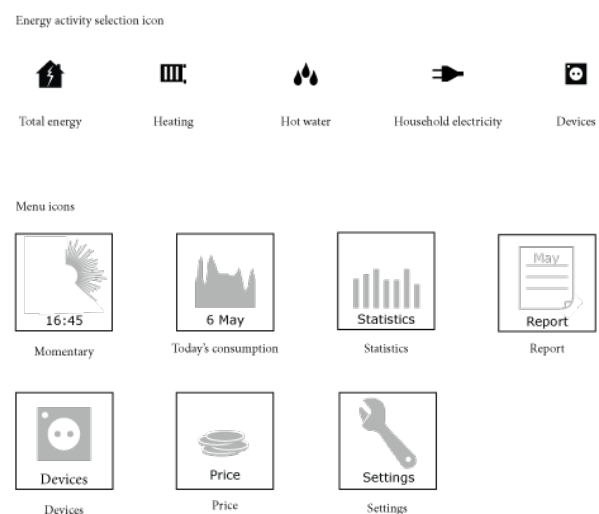 Energy activity selection icon
Total energy
Heating
Hot water
Household electricity
Devices
Menu icons
16:45
6 May
Statistics
May
Report
Momentary
Today's consumption
Statistics
Report
Devices
Price
Settings
Devices
Price
Settings